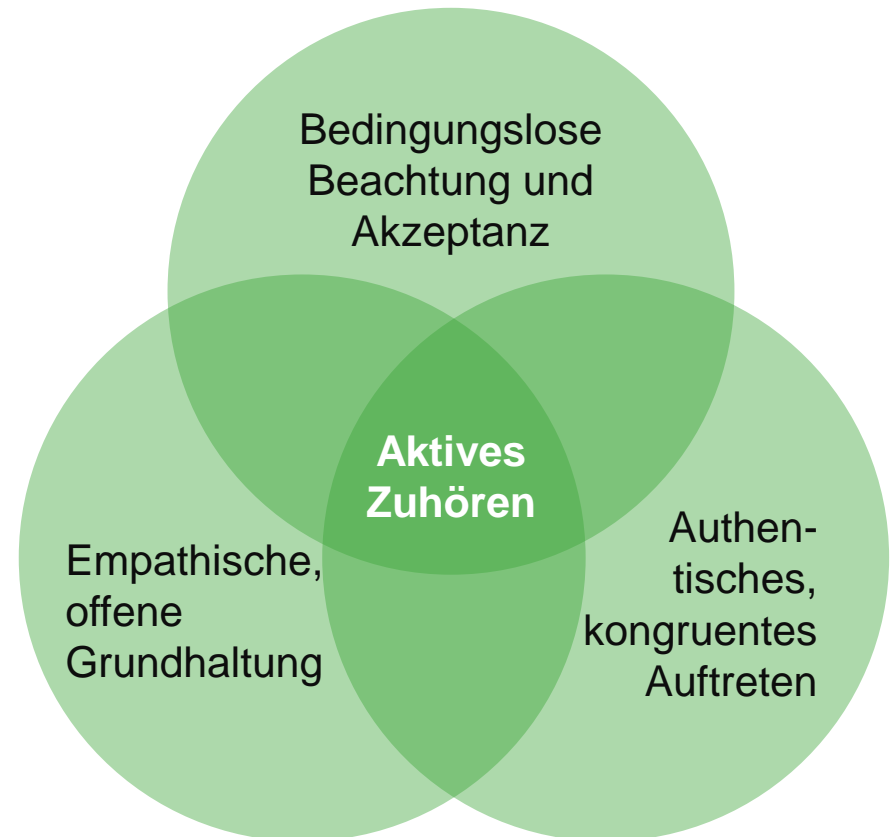 Bedingungslose
Beachtung und
Akzeptanz
Aktives
Zuhören
Empathische,
offene
Grundhaltung
Authen-
tisches,
kongruentes
Auftreten